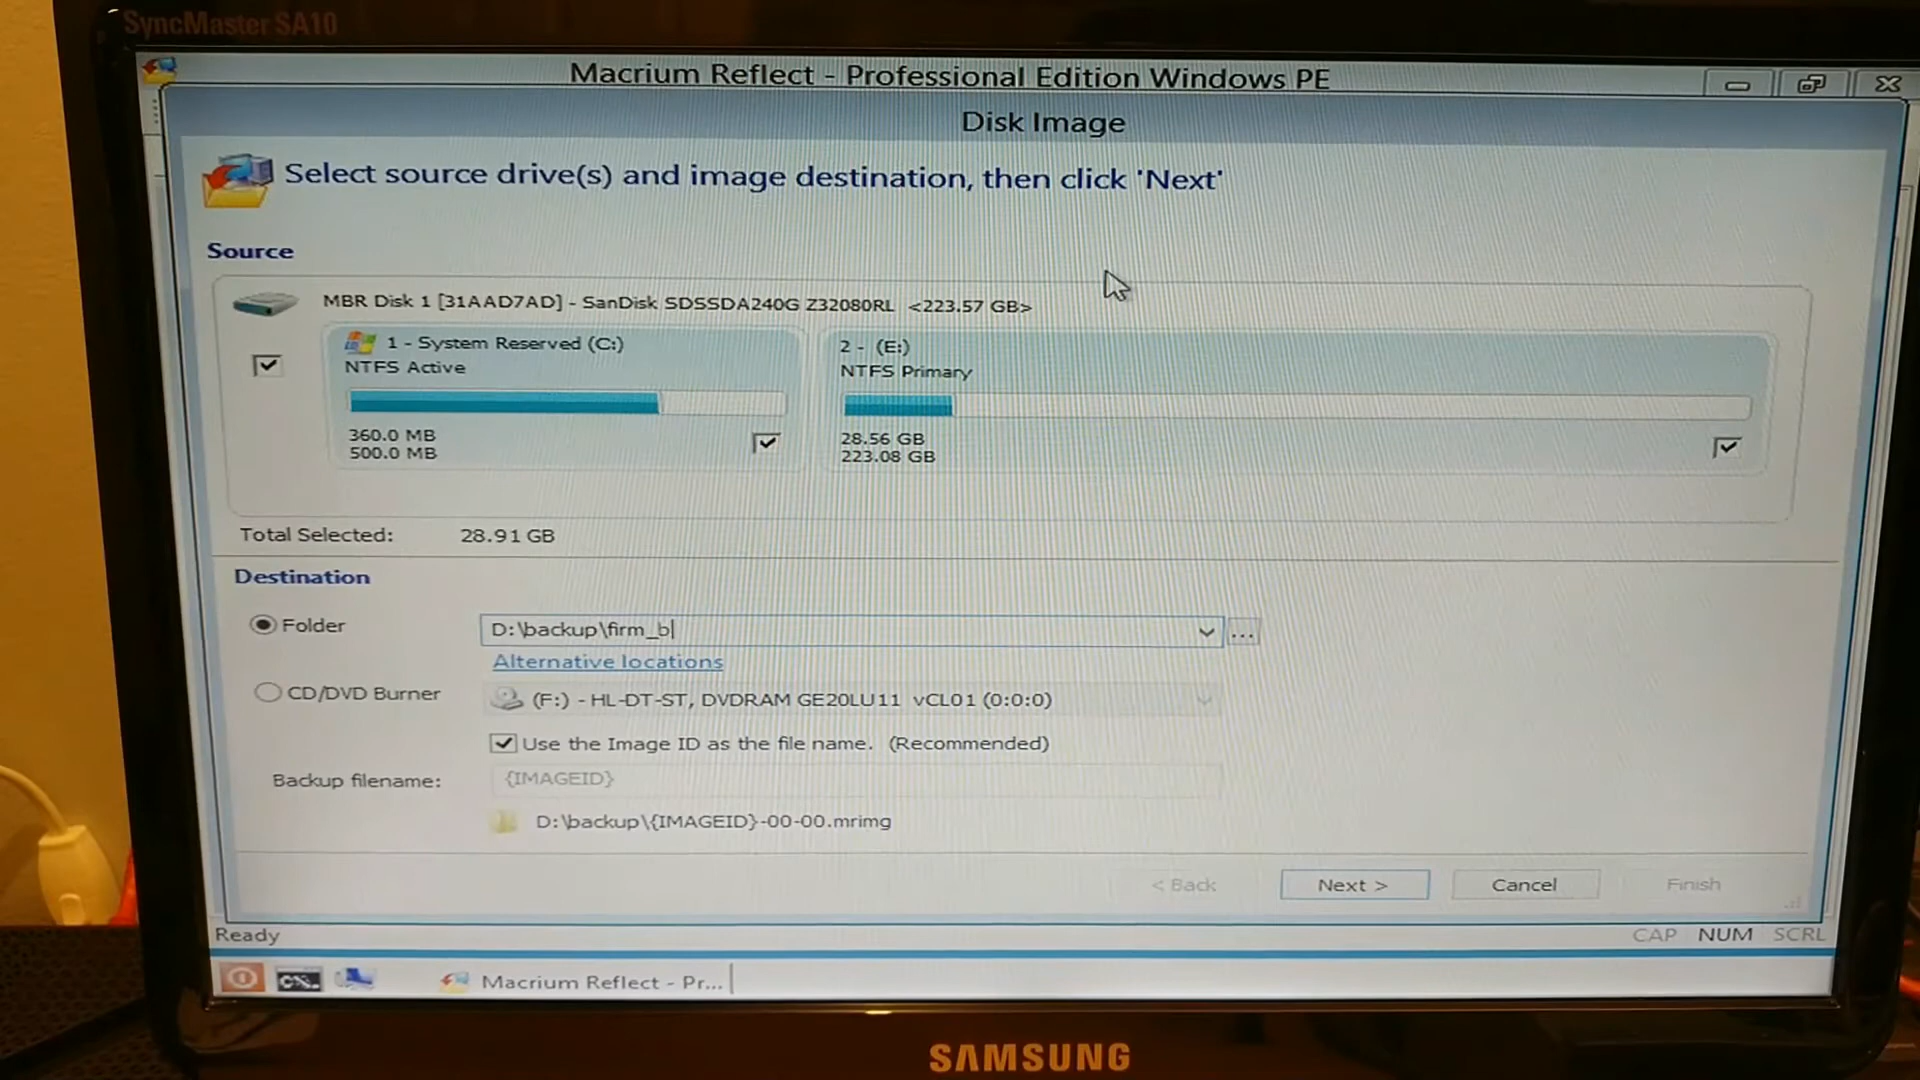 SyncMaster SA10
Macrium Reflect - Professional Edition Windows PE
Disk Image
Select source drive(s) and image destination, then click 'Next'
Source
MBR Disk 1 [31AAD7AD] - SanDisk SDSSDA240G Z32080RL <223.57 GB>
1 - System Reserved (C:)
NTFS Active
360.0 MB
500.0 MB
2 - (E:)
NTFS Primary
28.56 GB
223.08 GB
Total Selected: 28.91 GB
Destination
Folder D:\backup\firm_b ...
Alternative locations
CD/DVD Burner (F:) - HL-DT-ST, DVDRAM GE20LU11 vCL01 (0:0:0)
Use the Image ID as the file name. (Recommended)
Backup filename: {IMAGEID}
D:\backup\{IMAGEID}-00-00.mrimg
< Back Next > Cancel Finish
Ready CAP NUM SCRL
Macrium Reflect - Pr...
SAMSUNG